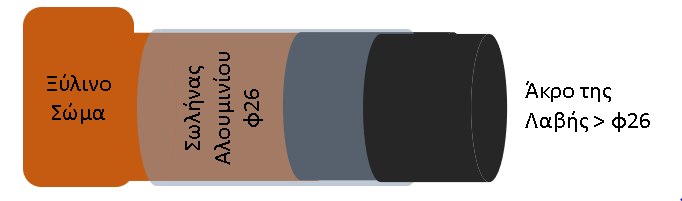 Ξύλινο
Σώμα
Σωλήνας
Αλουμινίου
φ26
Άκρο της
Λαβής > φ26
.